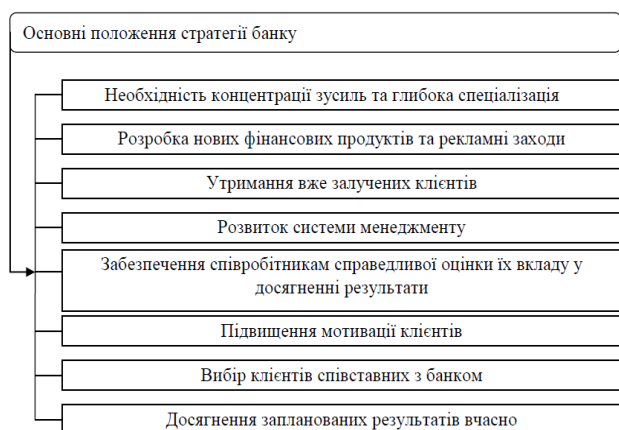 Основні положення стратегії банку
Необхідність концентрації зусиль та глибока спеціалізація
Розробка нових фінансових продуктів та рекламні заходи
Утримання вже залучених клієнтів
Розвиток системи менеджменту
Забезпечення співробітникам справедливої оцінки їх вкладу у
досягненні результати
Підвищення мотивації клієнтів
Вибір клієнтів співставних з банком
Досягнення запланованих результатів вчасно